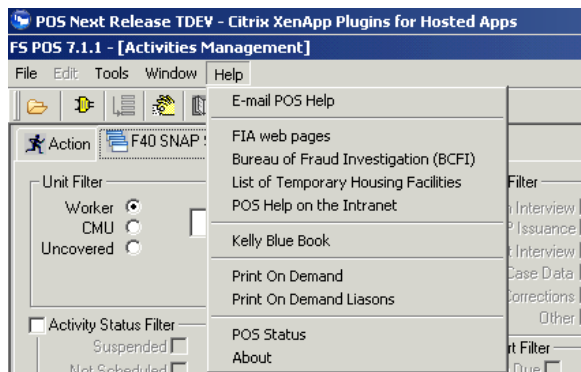 POS Next Release TDEV - Citrix XenApp Plugins for Hosted Apps
FS POS 7.1.1 - [Activities Management]
File Edit Tools Window Help
E-mail POS Help
Action F40 SNAP
FIA web pages
Bureau of Fraud Investigation (BCFI)
Unit Filter
List of Temporary Housing Facilities
Filter
Worker
POS Help on the Intranet
Interview
CMU
Issuance
Uncovered
Kelly Blue Book
Interview
Print On Demand
Case Data
Print On Demand Liasons
Corrections
Other
Activity Status Filter
POS Status
Suspended
About
rt Filter
Not Scheduled
Due